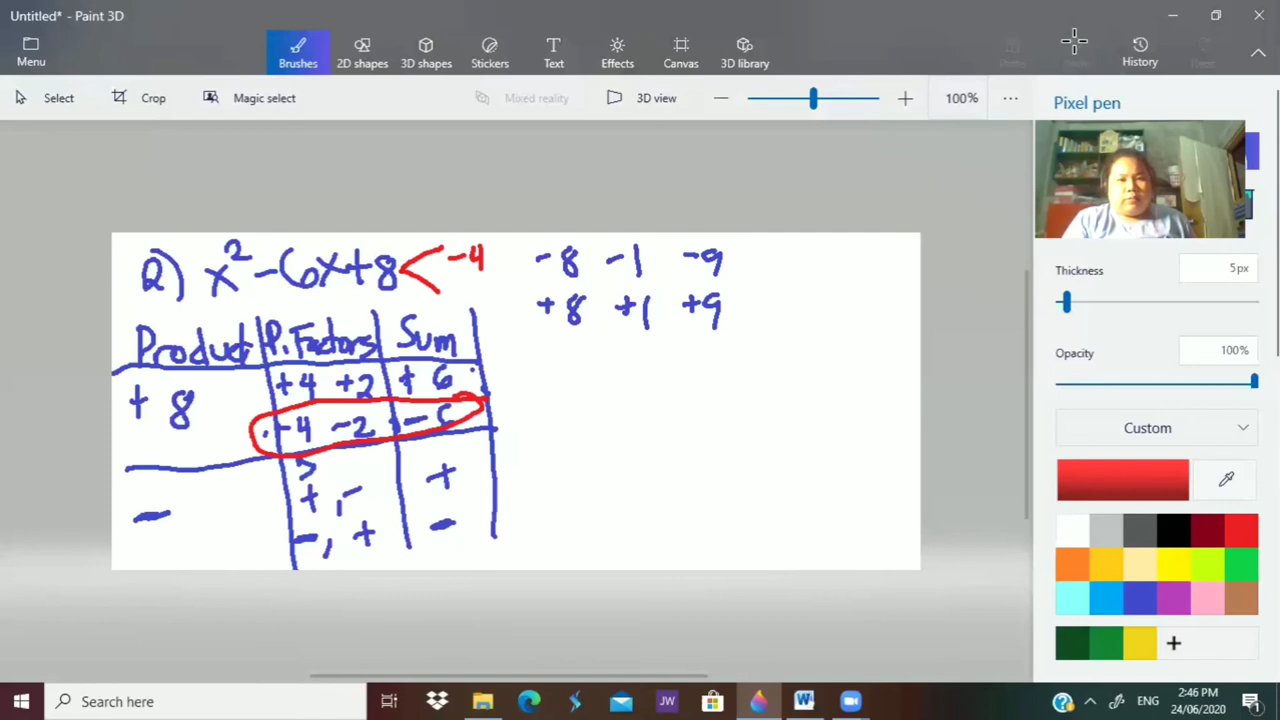 Untitled* - Paint 3D
Menu
Brushes
2D shapes
3D shapes
Stickers
Text
Effects
Canvas
3D library
History
Select
Crop
Magic select
Mixed reality
3D view
100%
Pixel pen
Thickness
5px
Opacity
100%
Custom
2) x² -6x+8 < -4
-8 -1 -9
+8 +1 +9
Product P. Factors Sum
+8 +4 +2 +6
-4 -2 -6
- +, - +
-, + -
Search here
JW
ENG
2:46 PM
24/06/2020
1